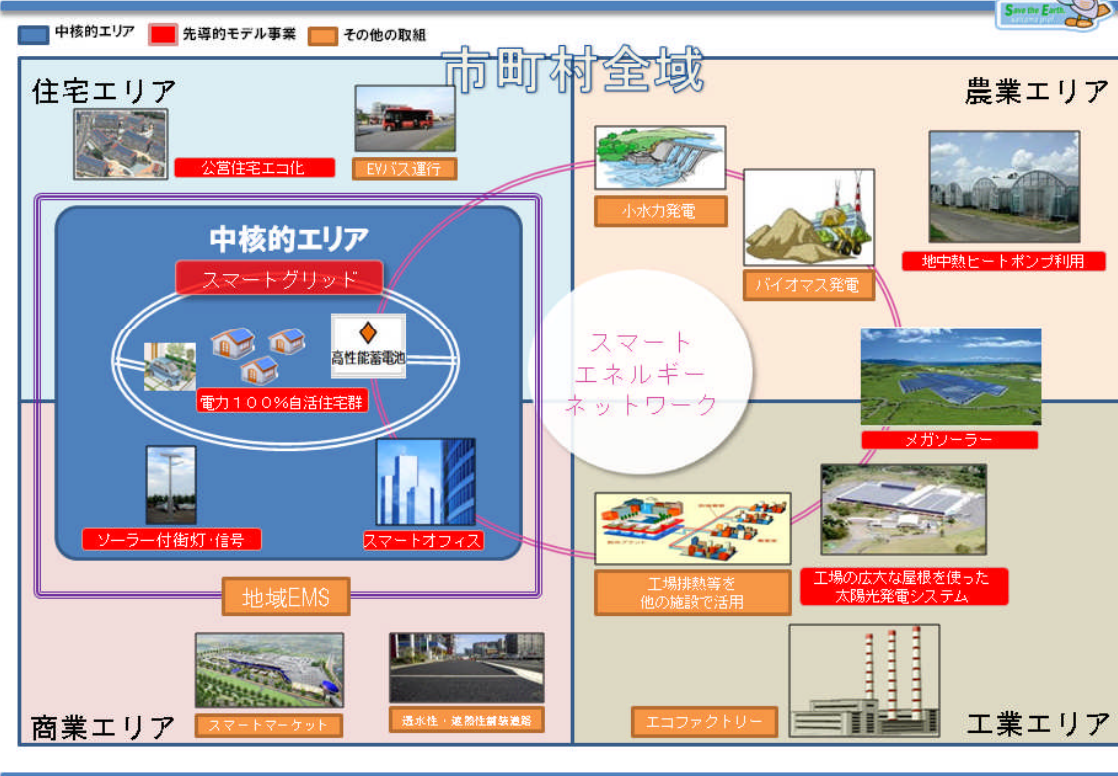 Save the Earth.
中核的エリア 先導的モデル事業 その他の取組
市町村全域
住宅エリア
農業エリア
公営住宅エコ化
EVバス運行
小水力発電
バイオマス発電
地中熱ヒートポンプ利用
中核的エリア
スマートグリッド
高性能蓄電池
電力100%自活住宅群
スマート
エネルギー
ネットワーク
メガソーラー
ソーラー付街灯・信号
スマートオフィス
工場排熱等を
他の施設で活用
工場の広大な屋根を使った
太陽光発電システム
地域EMS
スマートマーケット
透水性・遮熱性舗装道路
エコファクトリー
商業エリア
工業エリア